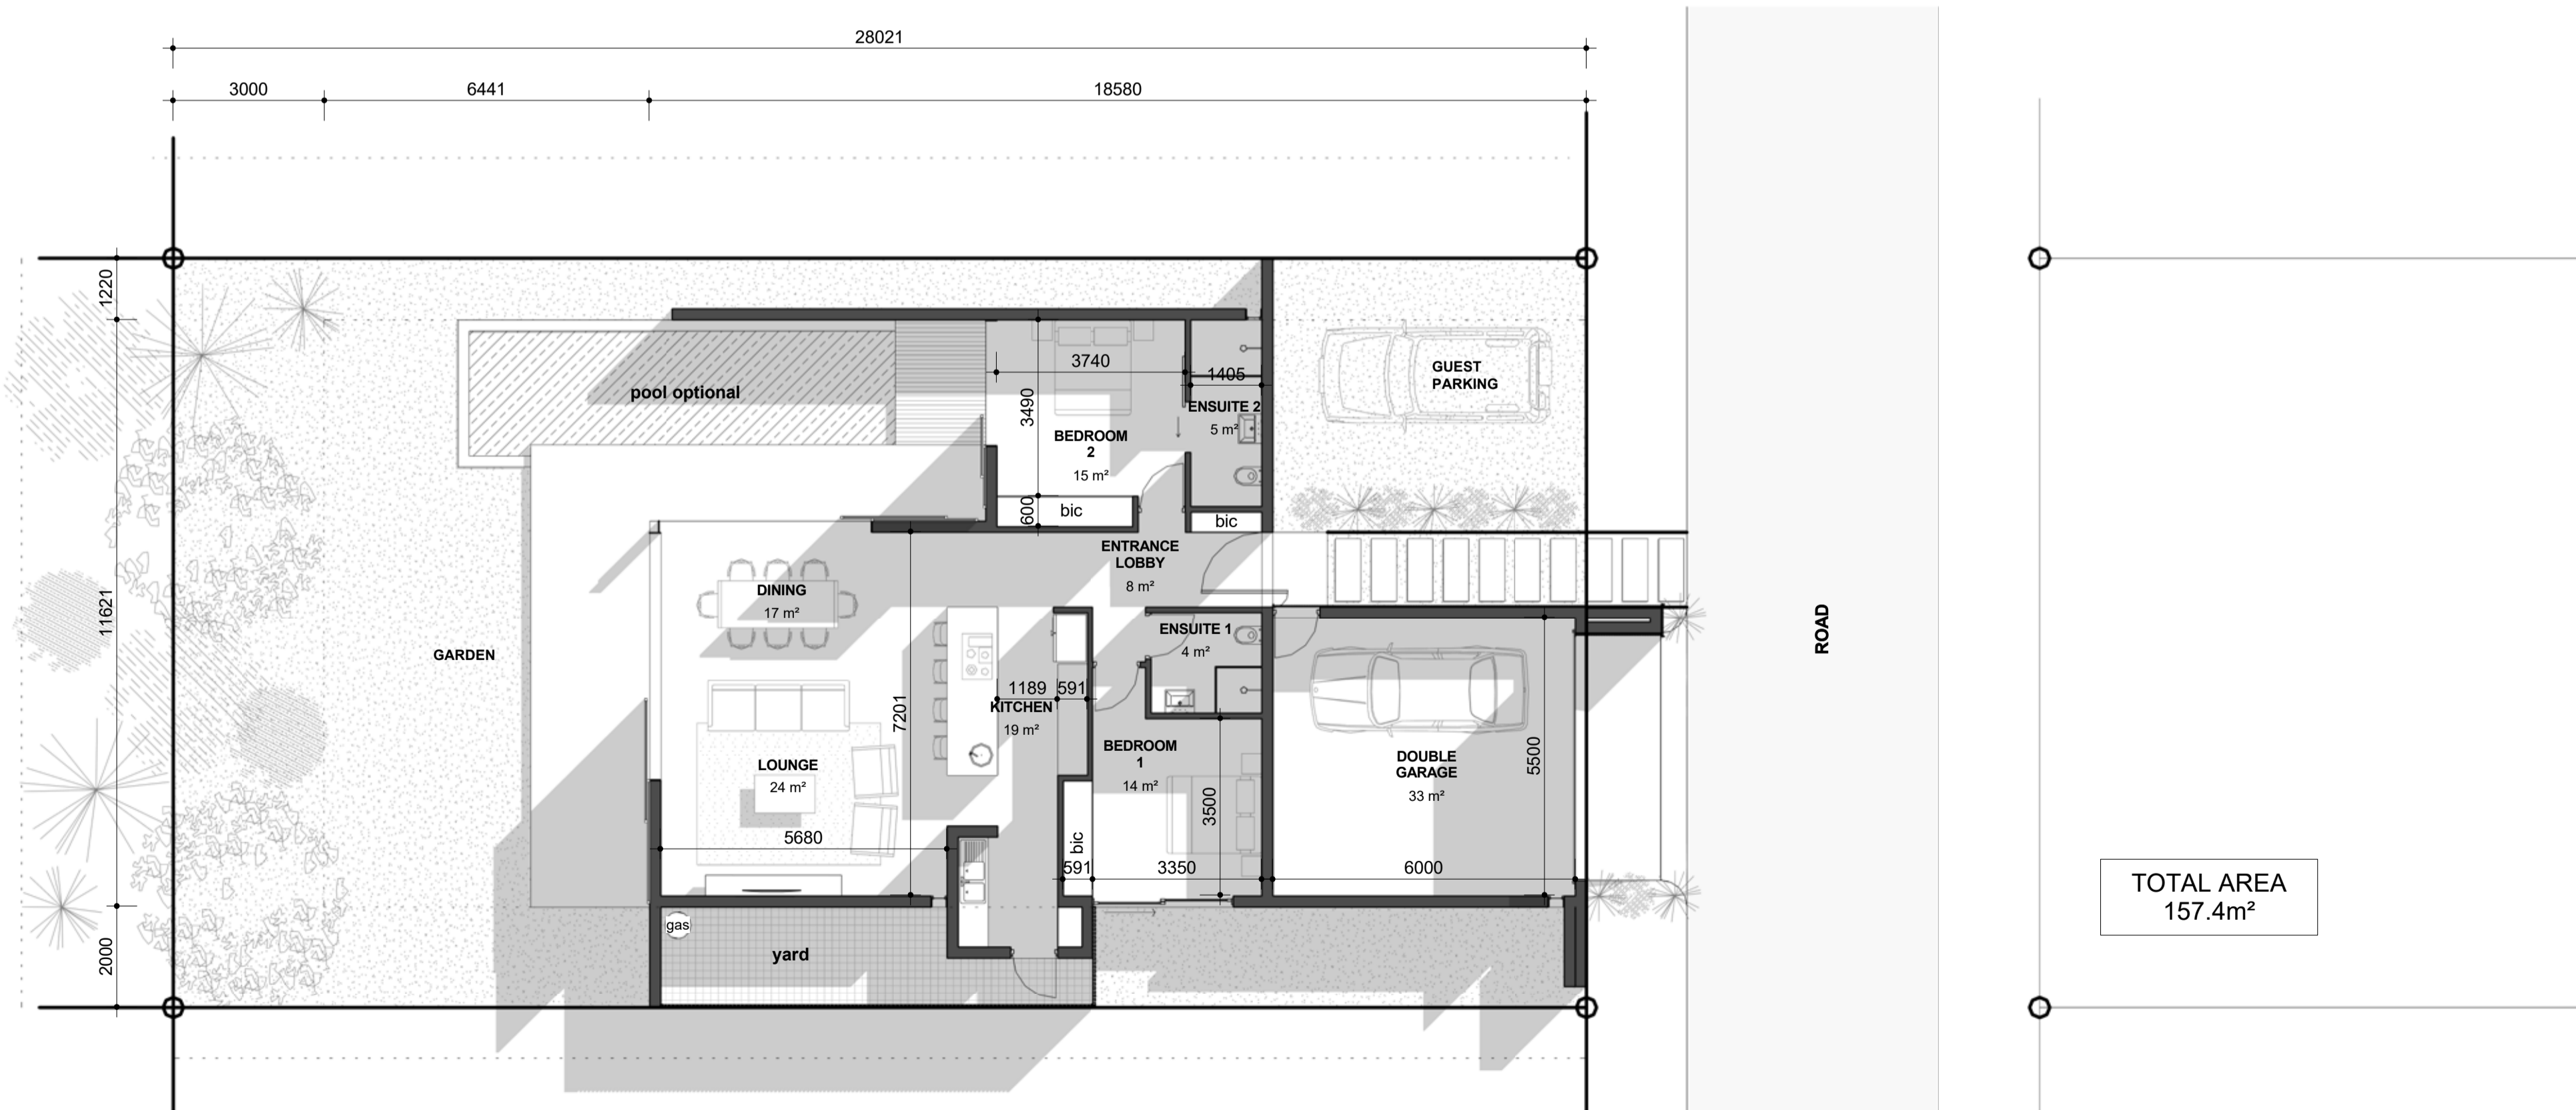 28021
3000
6441
18580
1220
11621
2000
pool optional
3740
3490
1405
ENSUITE 2
5 m²
BEDROOM
2
15 m²
600
bic
bic
GUEST
PARKING
ENTRANCE
LOBBY
8 m²
DINING
17 m²
GARDEN
ENSUITE 1
4 m²
1189
591
KITCHEN
19 m²
7201
LOUNGE
24 m²
5680
BEDROOM
1
14 m²
3500
bic
591
3350
DOUBLE
GARAGE
33 m²
5500
6000
ROAD
gas
yard
TOTAL AREA
157.4m²